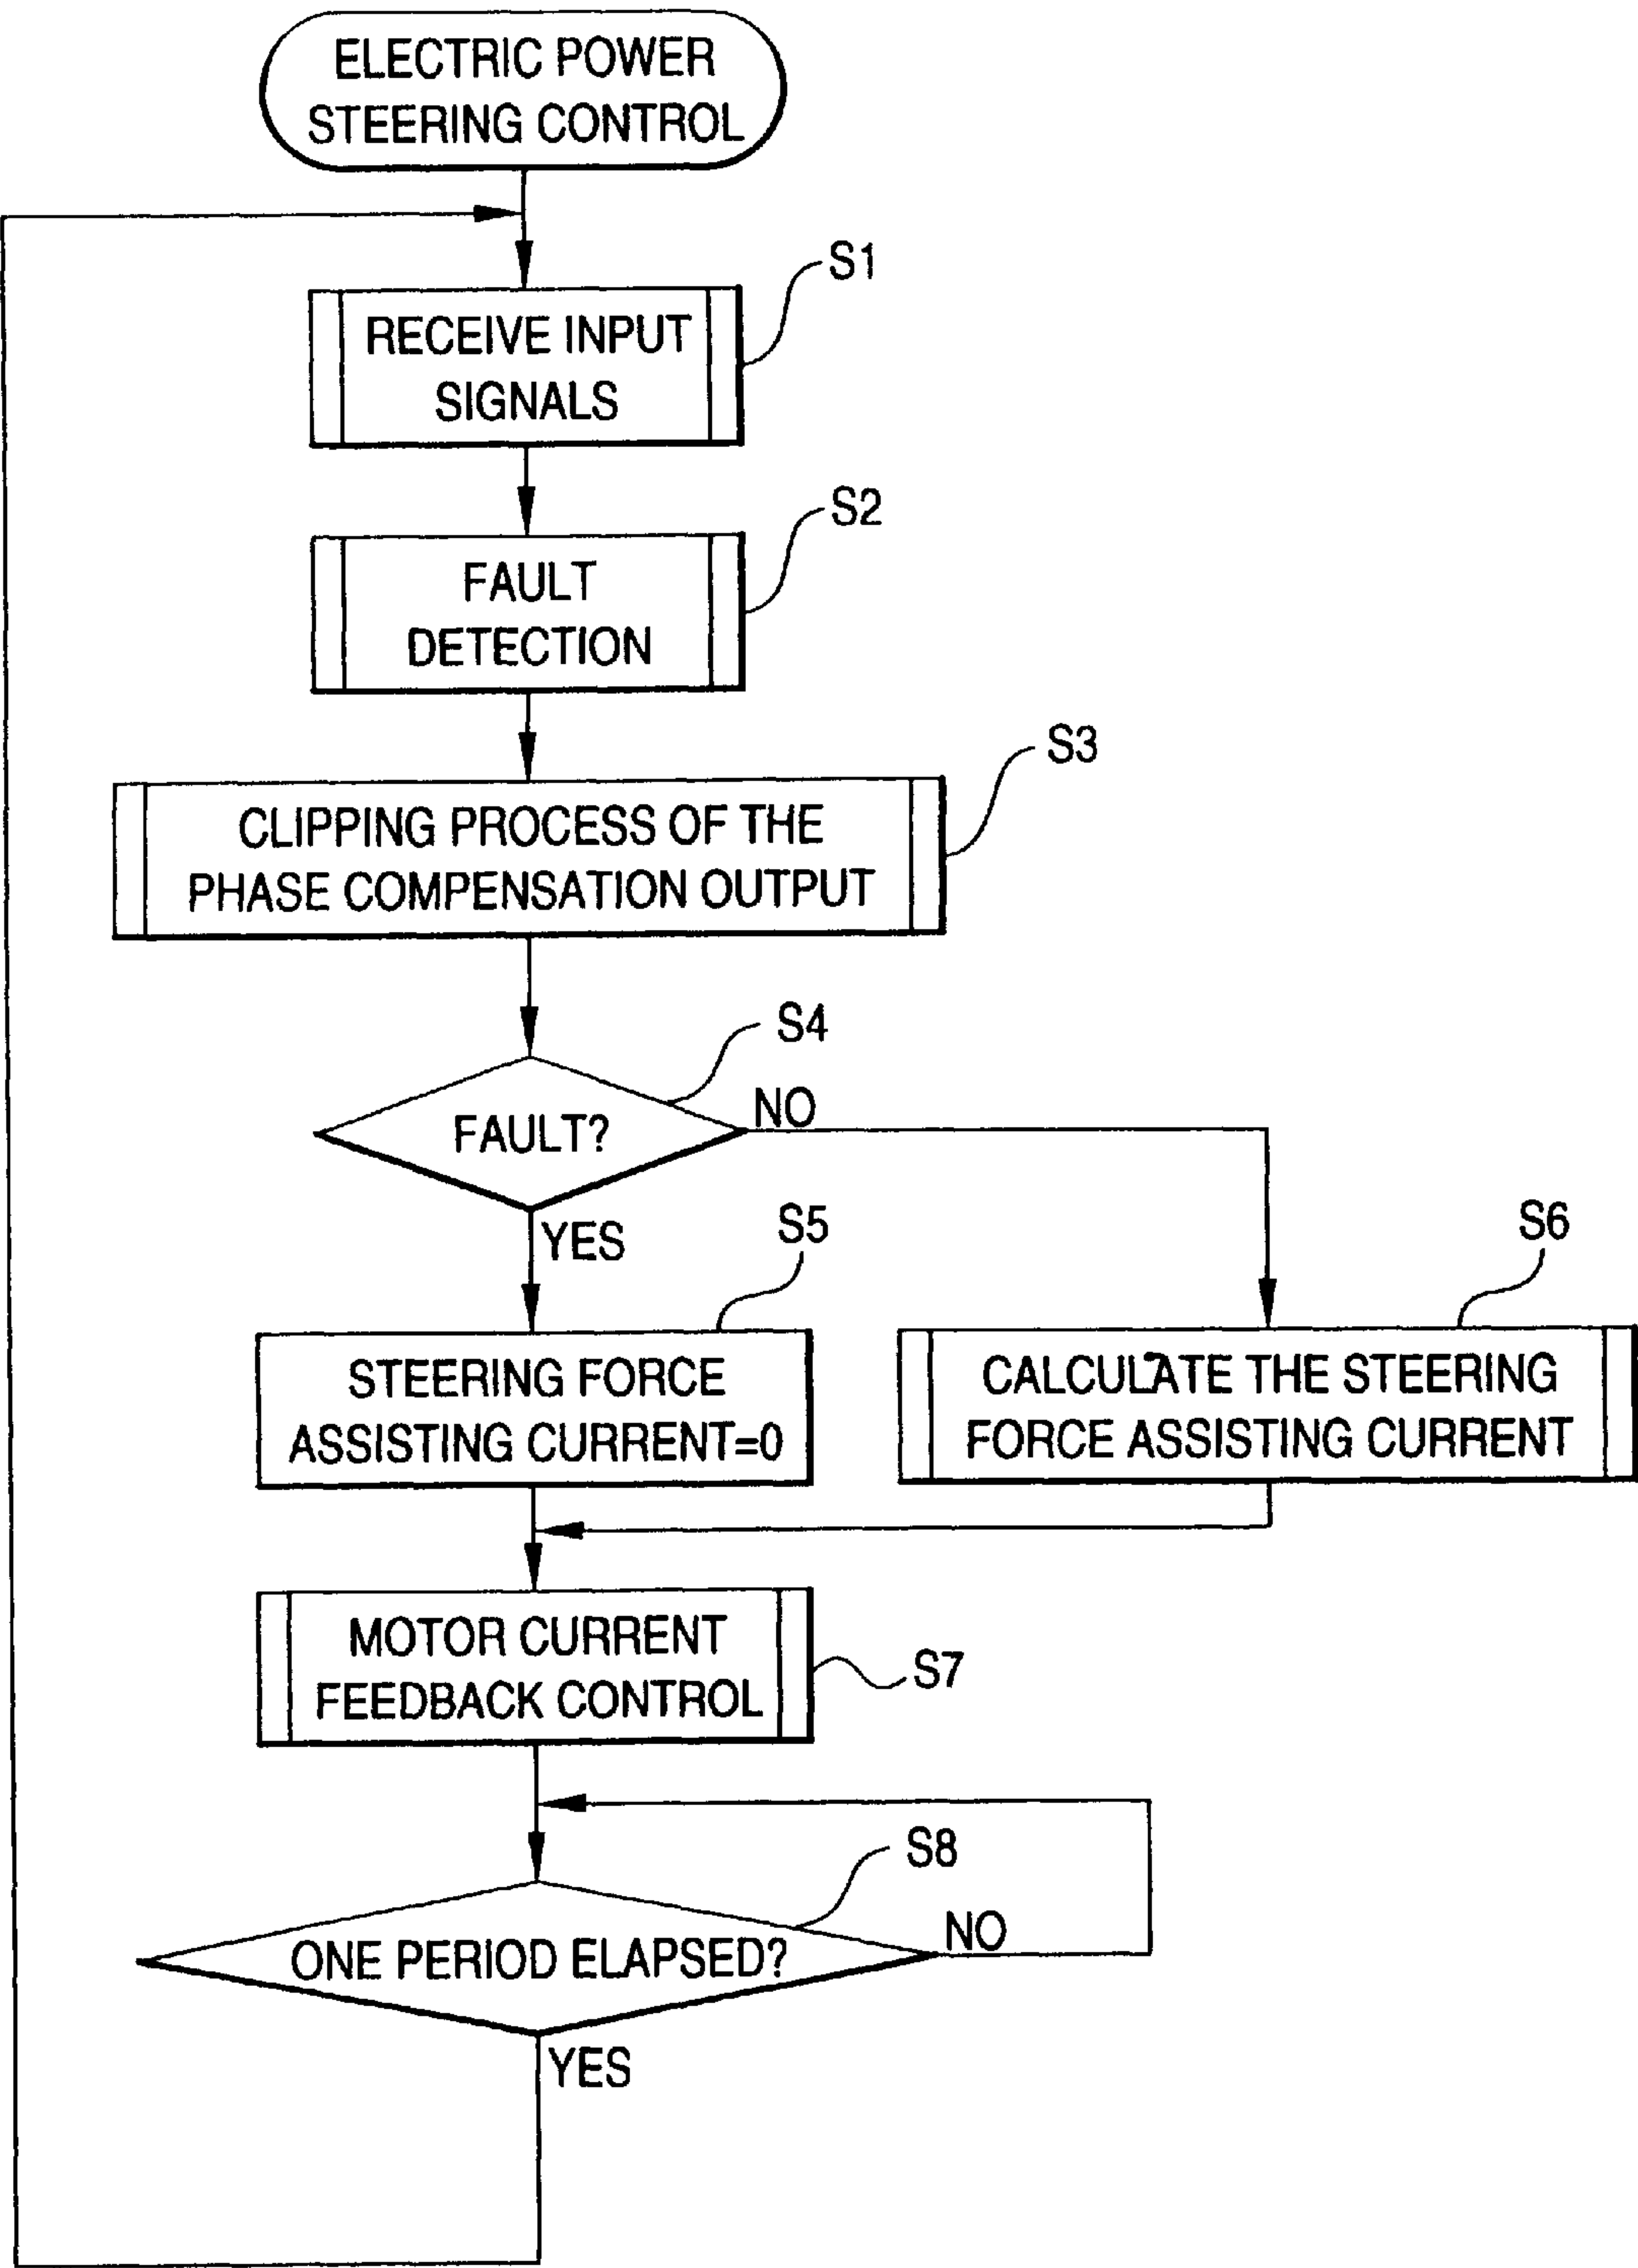 ELECTRIC POWER
STEERING CONTROL
S1
RECEIVE INPUT
SIGNALS
S2
FAULT
DETECTION
S3
CLIPPING PROCESS OF THE
PHASE COMPENSATION OUTPUT
S4
FAULT?
NO
YES
S5
STEERING FORCE
ASSISTING CURRENT=0
S6
CALCULATE THE STEERING
FORCE ASSISTING CURRENT
MOTOR CURRENT
FEEDBACK CONTROL
S7
S8
ONE PERIOD ELAPSED?
NO
YES